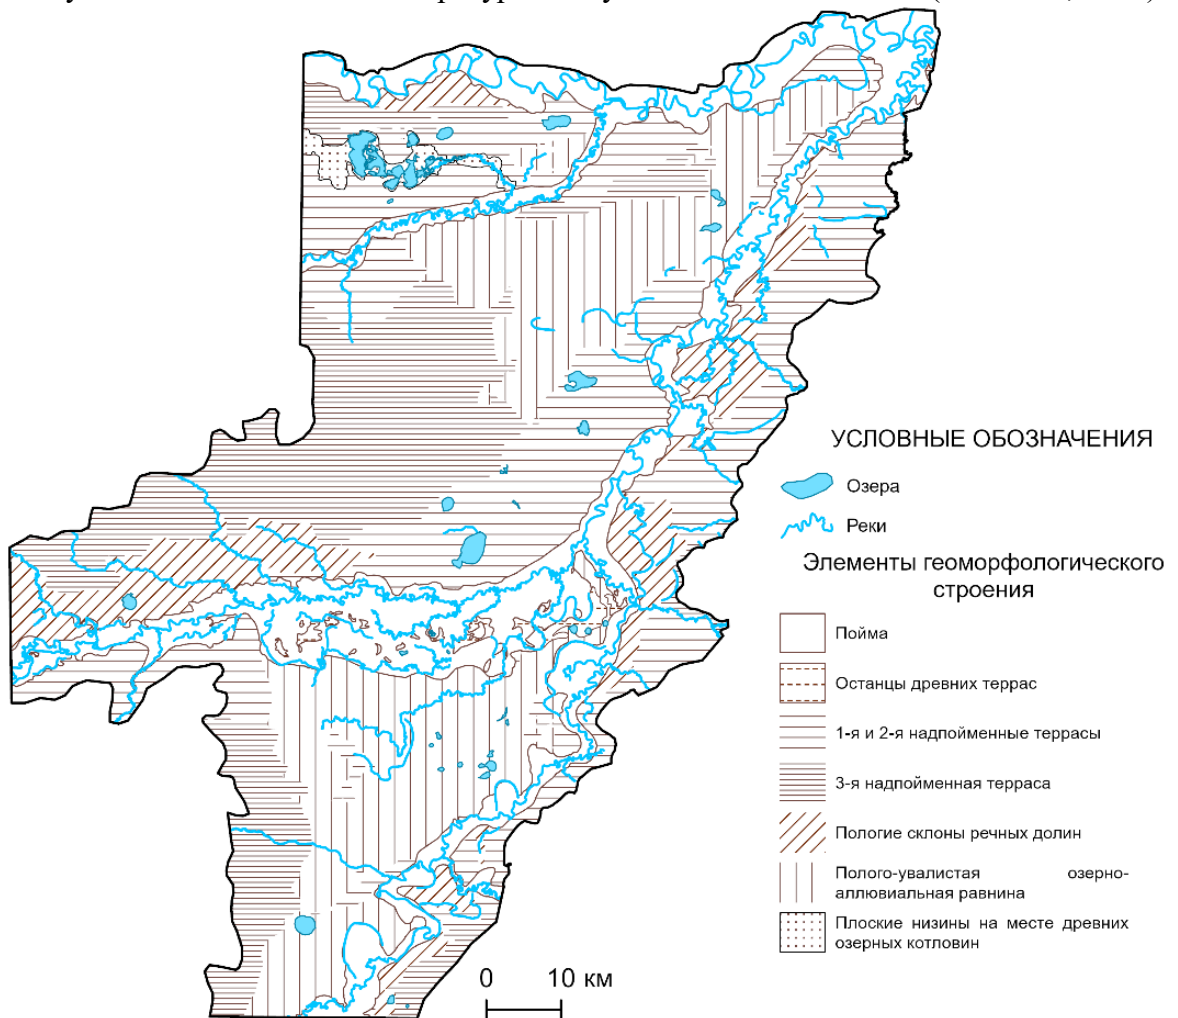 УСЛОВНЫЕ ОБОЗНАЧЕНИЯ
Озера
Реки
Элементы геоморфологического
строения
Пойма
Останцы древних террас
1-я и 2-я надпойменные террасы
3-я надпойменная терраса
Пологие склоны речных долин
Полого-увалистая озерно-
аллювиальная равнина
Плоские низины на месте древних
озерных котловин
0 10 км